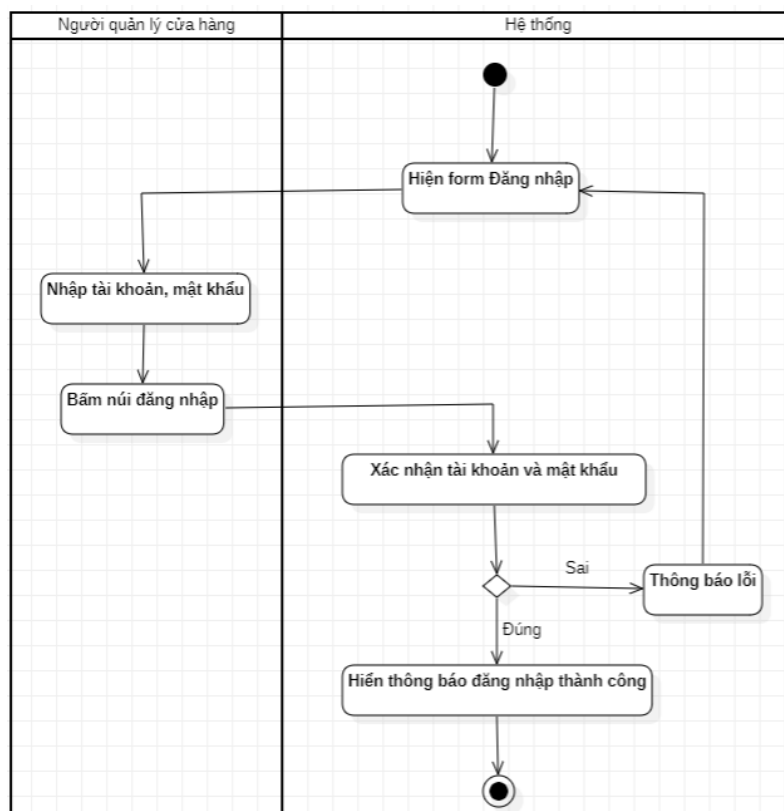 Người quản lý cửa hàng
Hệ thống
Hiện form Đăng nhập
Nhập tài khoản, mật khẩu
Bấm núi đăng nhập
Xác nhận tài khoản và mật khẩu
Sai
Thông báo lỗi
Đúng
Hiển thông báo đăng nhập thành công